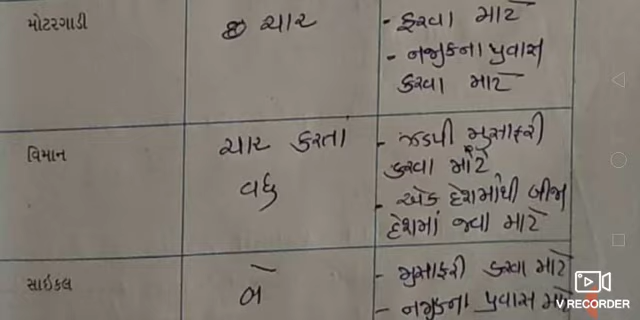 મોટરગાડી
ચાર
- ફરવા માટે
- નજીકના પ્રવાસ
કરવા માટે
વિમાન
ચાર કરતા
વધુ
- ઝડપી મુસાફરી
કરવા માટે
- એક દેશમાંથી બીજા
દેશમાં જવા માટે
સાઇકલ
બે
- મુસાફરી કરવા માટે
- નજીકના પ્રવાસ માટે
V RECORDER